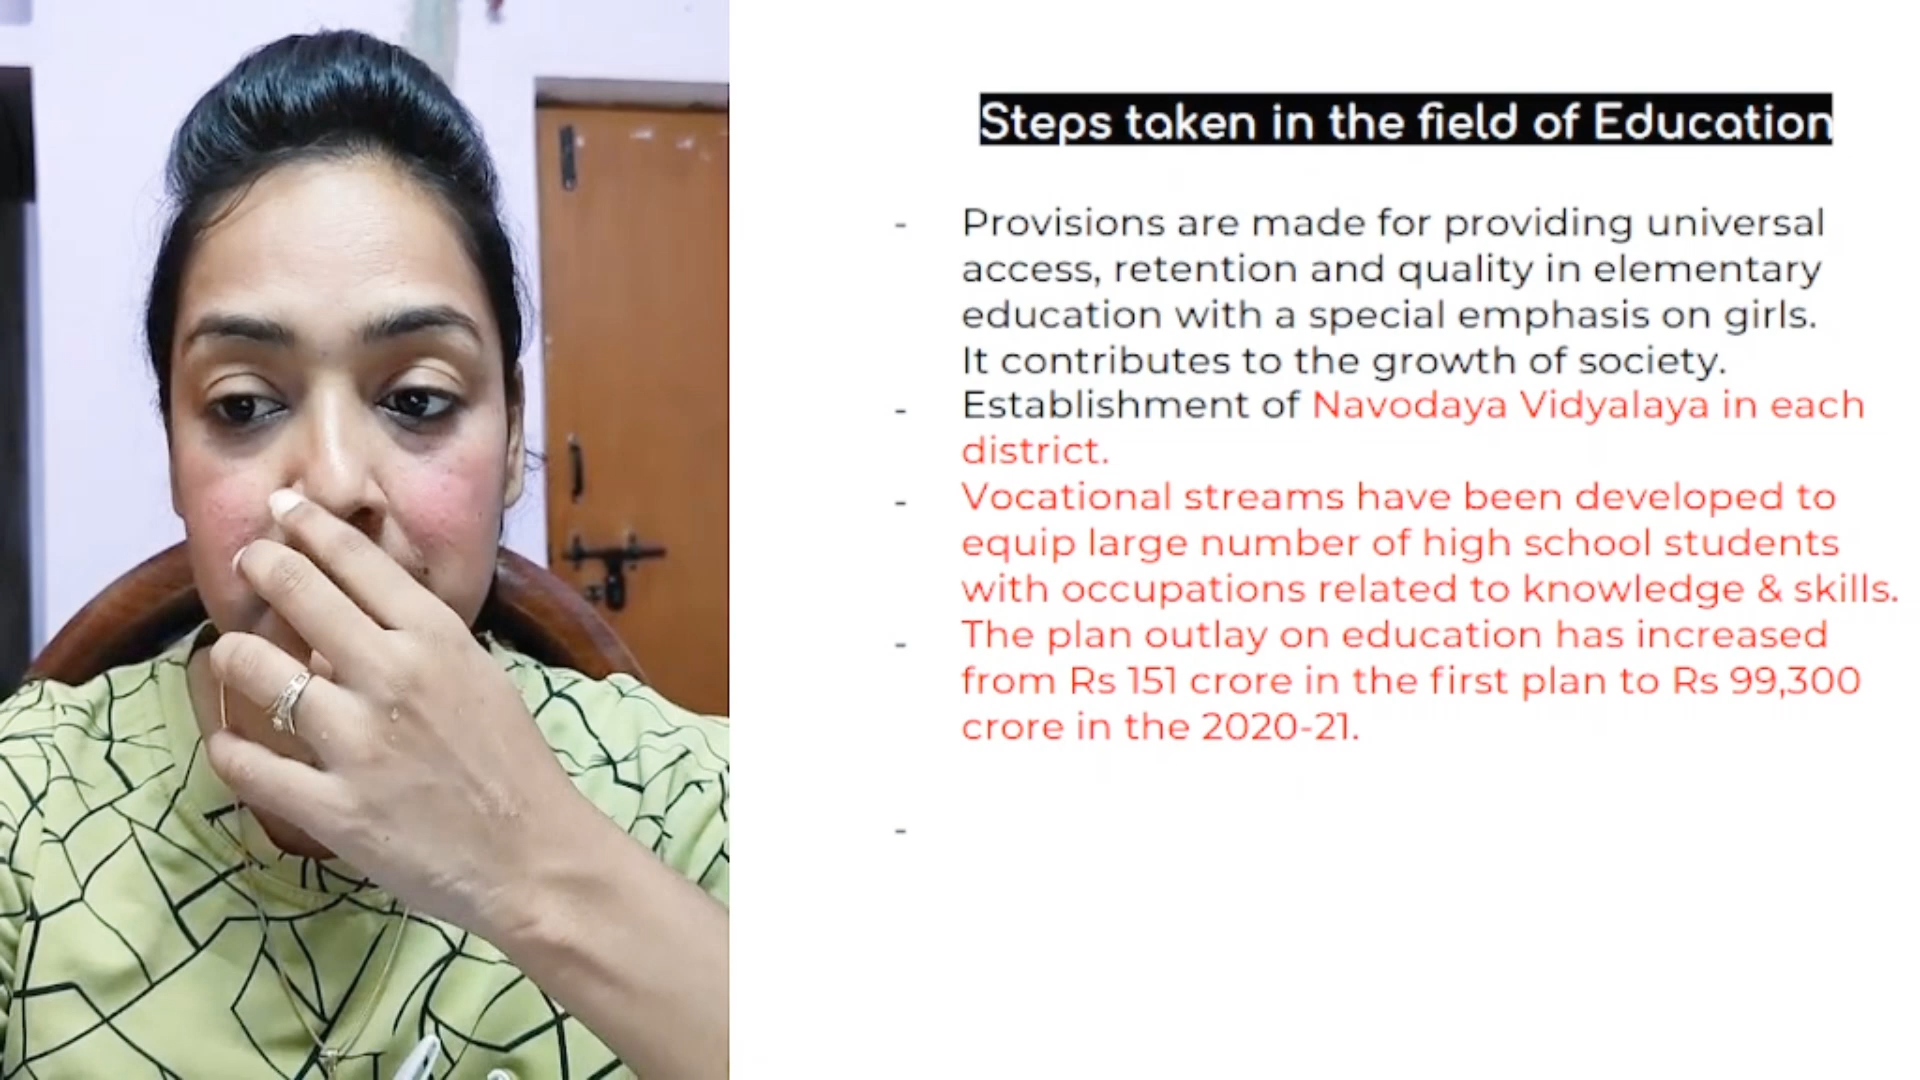 Steps taken in the field of Education
- Provisions are made for providing universal
access, retention and quality in elementary
education with a special emphasis on girls.
It contributes to the growth of society.
- Establishment of Navodaya Vidyalaya in each
district.
- Vocational streams have been developed to
equip large number of high school students
with occupations related to knowledge & skills.
- The plan outlay on education has increased
from Rs 151 crore in the first plan to Rs 99,300
crore in the 2020-21.
-